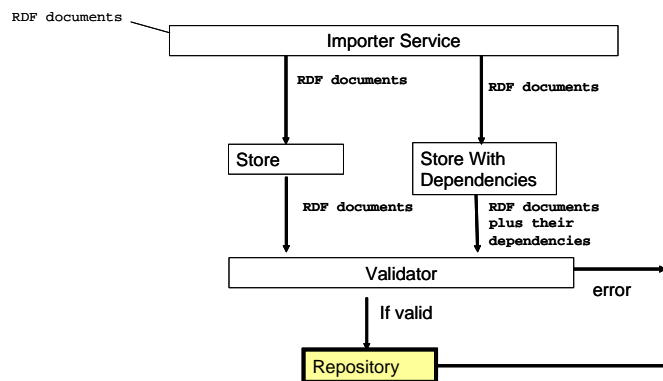 RDF documents
Importer Service
RDF documents
RDF documents
Store
Store With
Dependencies
RDF documents
RDF documents
plus their
dependencies
Validator
error
If valid
Repository